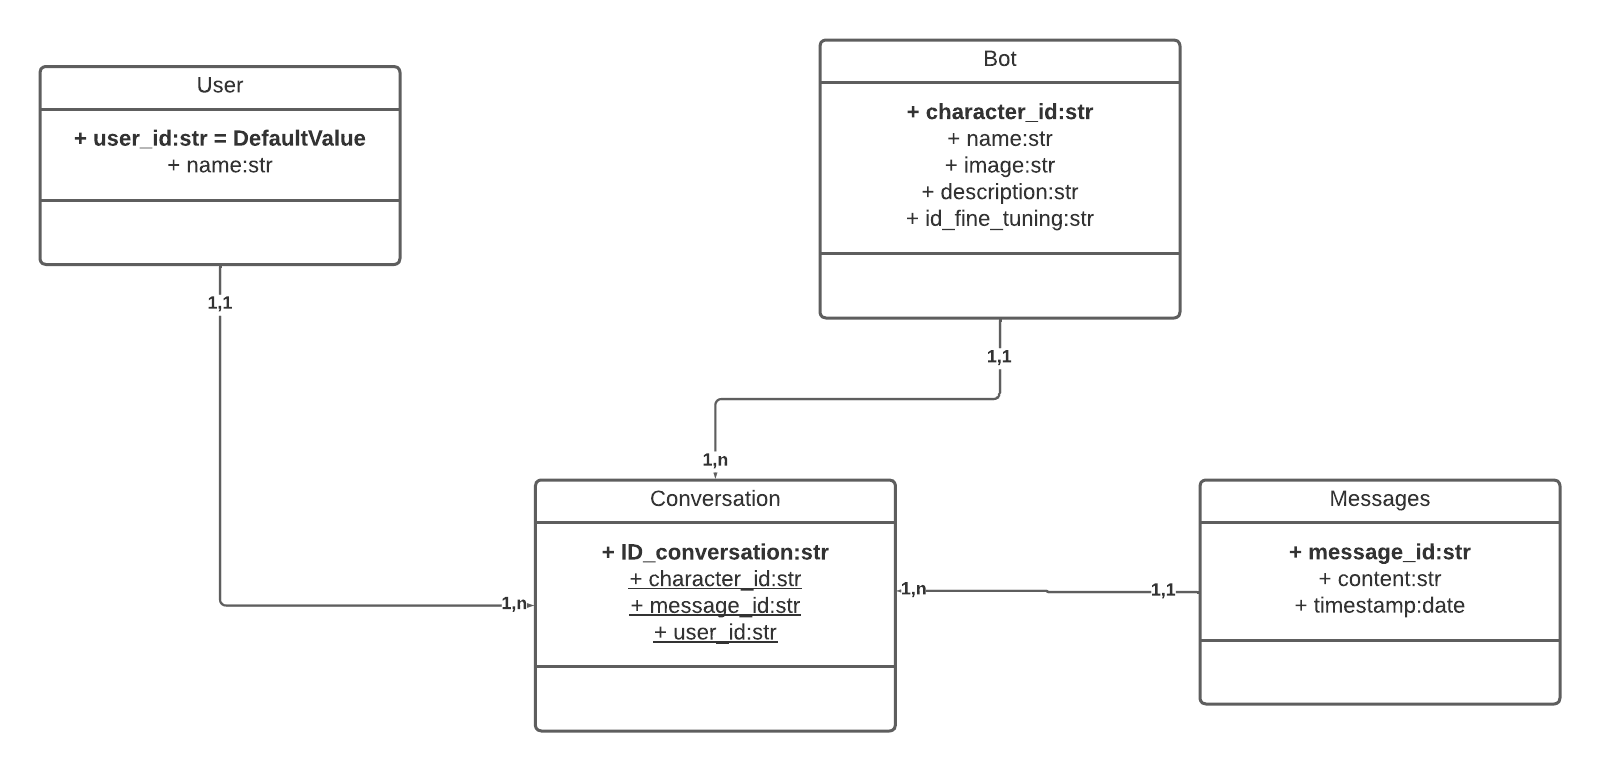 User
+ user_id:str = DefaultValue
+ name:str
1,1
Bot
+ character_id:str
+ name:str
+ image:str
+ description:str
+ id_fine_tuning:str
1,1
1,n
1,n
Conversation
+ ID_conversation:str
+ character_id:str
+ message_id:str
+ user_id:str
1,n
1,1
Messages
+ message_id:str
+ content:str
+ timestamp:date